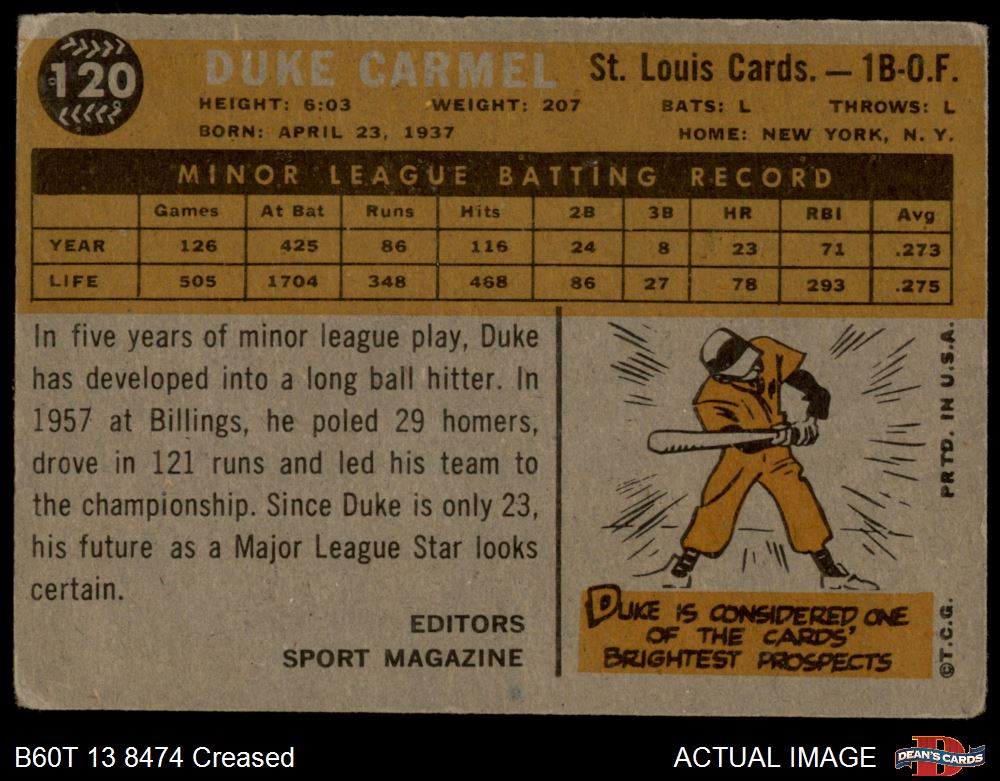 120
DUKE CARMEL St. Louis Cards. — 1B-O.F.
HEIGHT: 6:03 WEIGHT: 207 BATS: L THROWS: L
BORN: APRIL 23, 1937 HOME: NEW YORK, N. Y.
MINOR LEAGUE BATTING RECORD
Games At Bat Runs Hits 2B 3B HR RBI Avg
YEAR 126 425 86 116 24 8 23 71 .273
LIFE 505 1704 348 468 86 27 78 293 .275
In five years of minor league play, Duke
has developed into a long ball hitter. In
1957 at Billings, he poled 29 homers,
drove in 121 runs and led his team to
the championship. Since Duke is only 23,
his future as a Major League Star looks
certain.
EDITORS
SPORT MAGAZINE
DUKE IS CONSIDERED ONE
OF THE CARDS'
BRIGHTEST PROSPECTS
©T.C.G. PRTD. IN U.S.A.
B60T 13 8474 Creased
ACTUAL IMAGE
DEAN'S CARDS